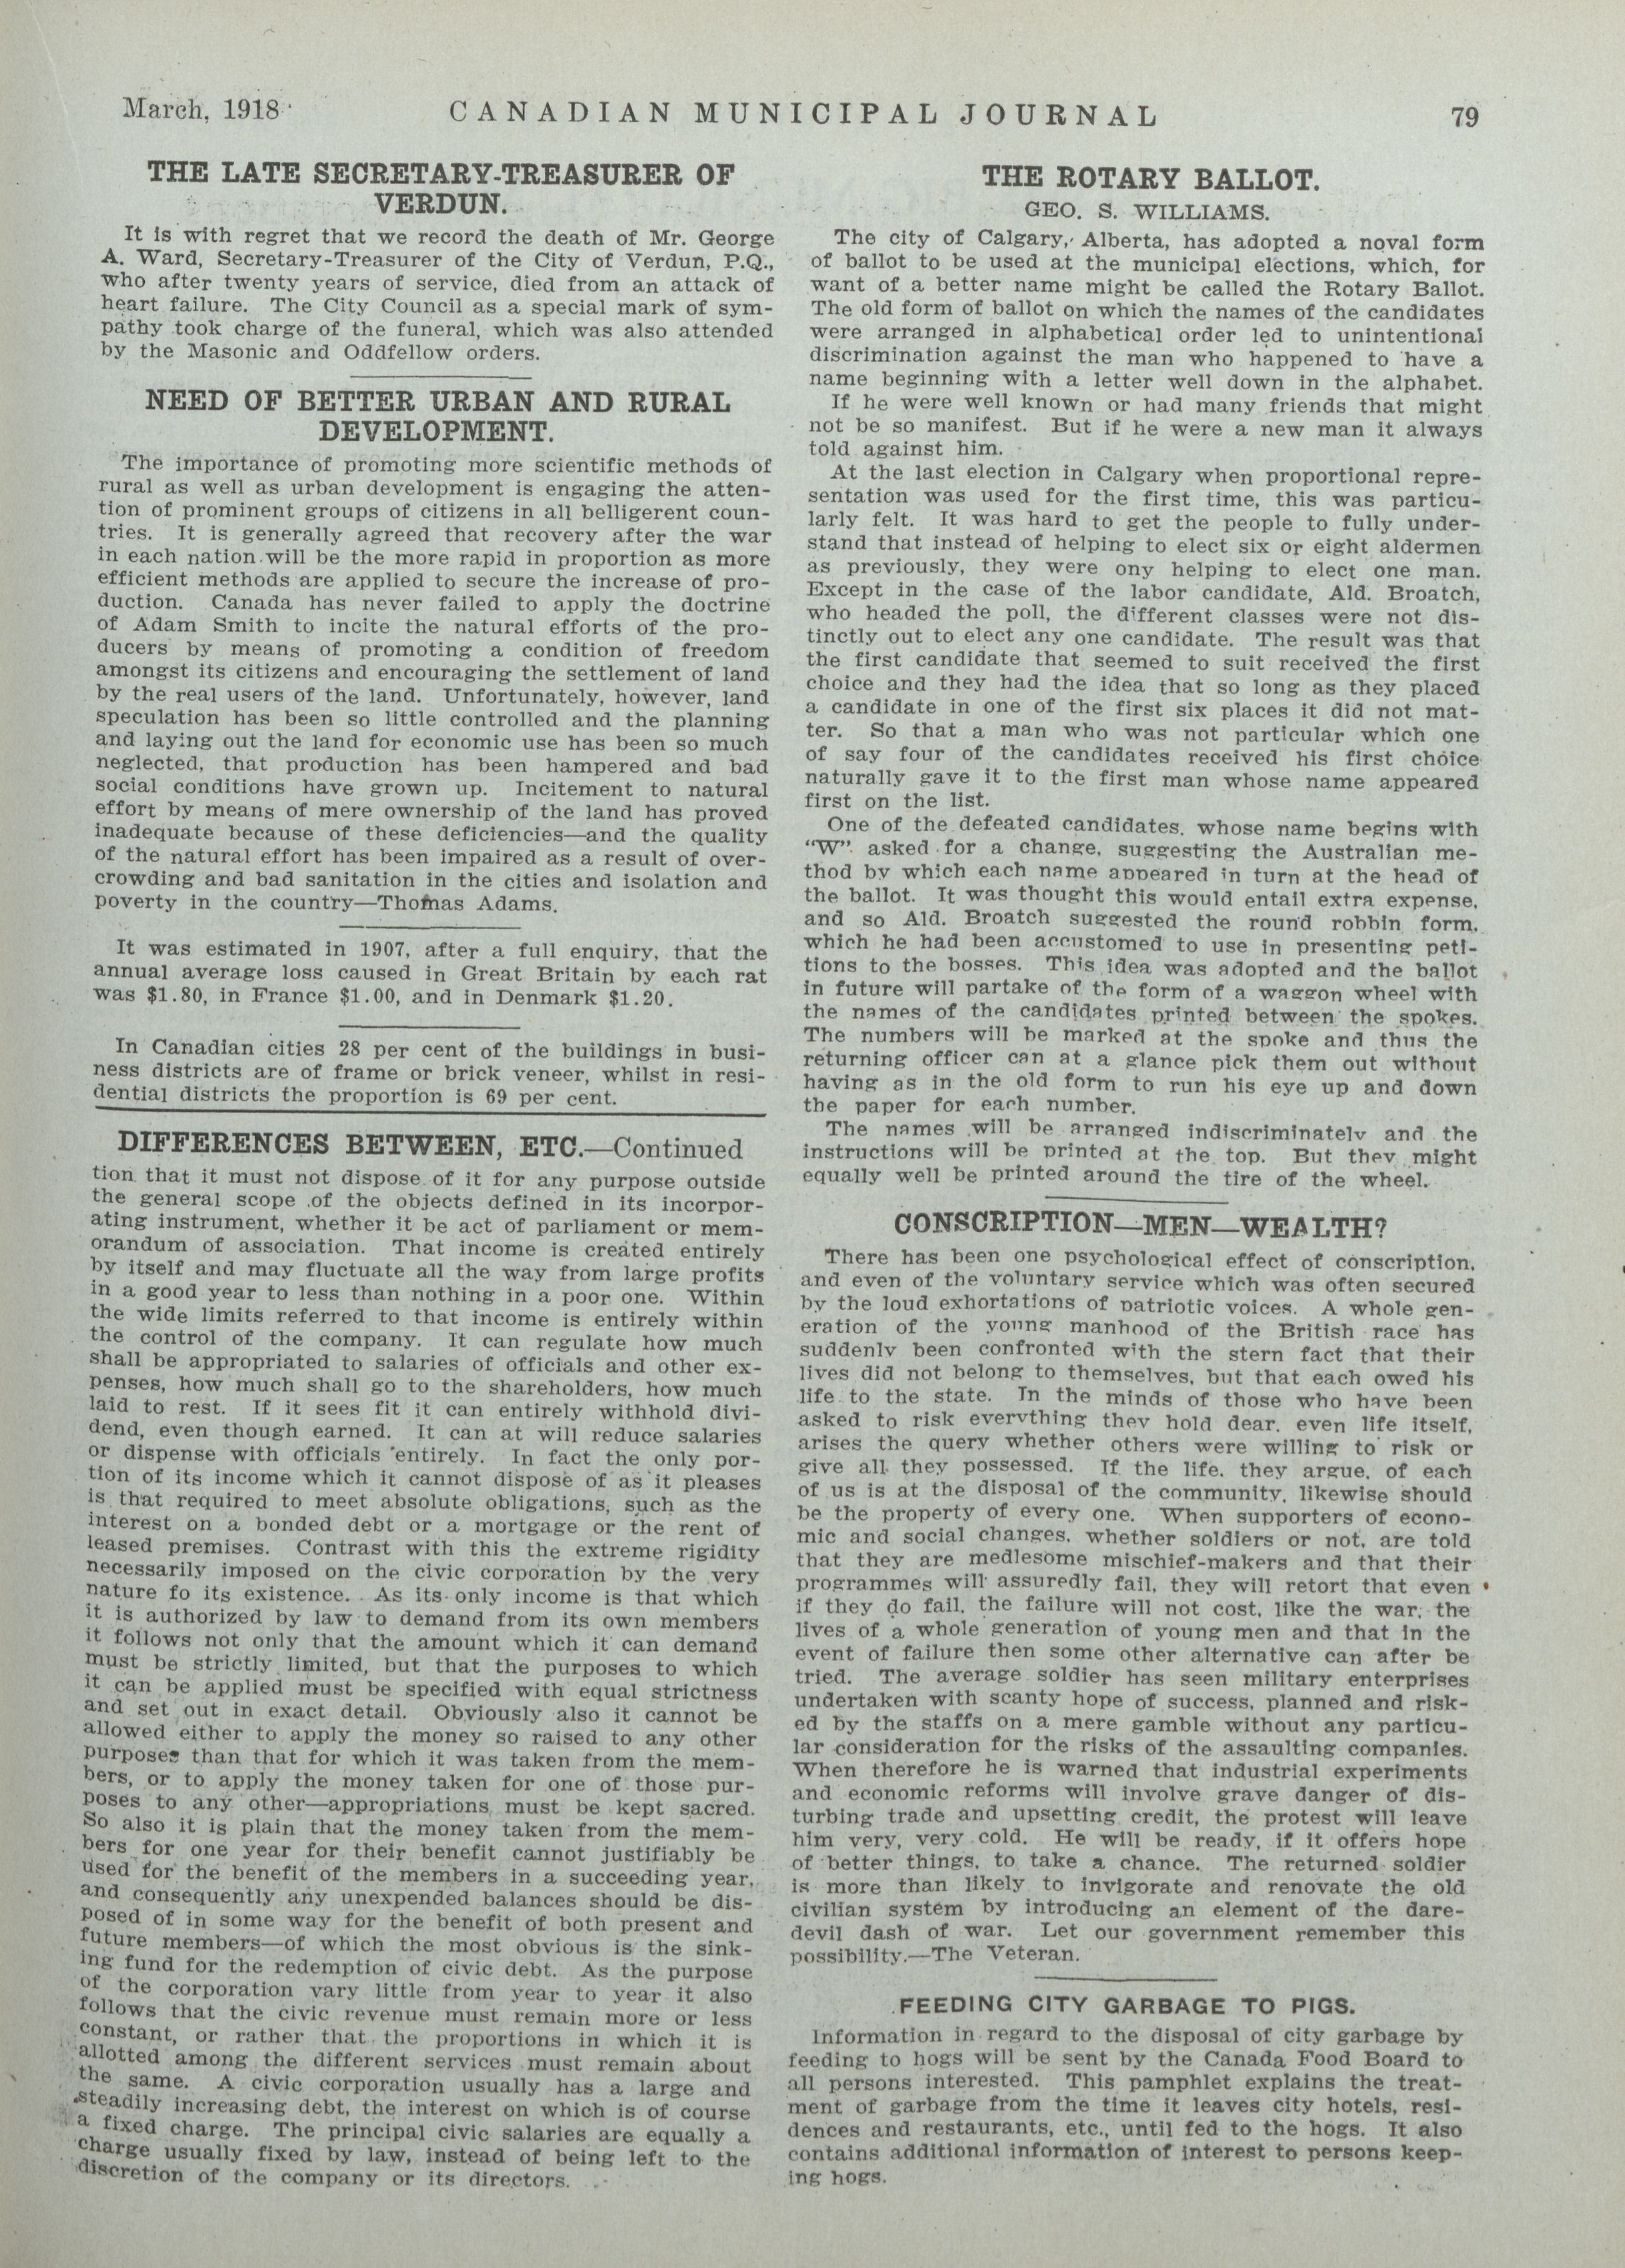 March, 1918
CANADIAN MUNICIPAL JOURNAL
79
THE LATE SECRETARY-TREASURER OF
VERDUN.
It is with regret that we record the death of Mr. George
A. Ward, Secretary-Treasurer of the City of Verdun, P.Q.,
who after twenty years of service, died from an attack of
heart failure. The City Council as a special mark of sym-
pathy took charge of the funeral, which was also attended
by the Masonic and Oddfellow orders.
NEED OF BETTER URBAN AND RURAL
DEVELOPMENT.
The importance of promoting more scientific methods of
rural as well as urban development is engaging the atten-
tion of prominent groups of citizens in all belligerent coun-
tries. It is generally agreed that recovery after the war
in each nation will be the more rapid in proportion as more
efficient methods are applied to secure the increase of pro-
duction. Canada has never failed to apply the doctrine
of Adam Smith to incite the natural efforts of the pro-
ducers by means of promoting a condition of freedom
amongst its citizens and encouraging the settlement of land
by the real users of the land. Unfortunately, however, land
speculation has been so little controlled and the planning
and laying out the land for economic use has been so much
neglected, that production has been hampered and bad
social conditions have grown up. Incitement to natural
effort by means of mere ownership of the land has proved
inadequate because of these deficiencies—and the quality
of the natural effort has been impaired as a result of over-
crowding and bad sanitation in the cities and isolation and
poverty in the country—Thomas Adams.
It was estimated in 1907, after a full enquiry, that the
annual average loss caused in Great Britain by each rat
was $1.80, in France $1.00, and in Denmark $1.20.
In Canadian cities 28 per cent of the buildings in busi-
ness districts are of frame or brick veneer, whilst in resi-
dential districts the proportion is 69 per cent.
DIFFERENCES BETWEEN, ETC.—Continued
tion that it must not dispose of it for any purpose outside
the general scope of the objects defined in its incorpor-
ating instrument, whether it be act of parliament or mem-
orandum of association. That income is created entirely
by itself and may fluctuate all the way from large profits
in a good year to less than nothing in a poor one. Within
the wide limits referred to that income is entirely within
the control of the company. It can regulate how much
shall be appropriated to salaries of officials and other ex-
penses, how much shall go to the shareholders, how much
laid to rest. If it sees fit it can entirely withhold divi-
dend, even though earned. It can at will reduce salaries
or dispense with officials entirely. In fact the only por-
tion of its income which it cannot dispose of as it pleases
is that required to meet absolute obligations, such as the
interest on a bonded debt or a mortgage or the rent of
leased premises. Contrast with this the extreme rigidity
necessarily imposed on the civic corporation by the very
nature fo its existence. As its only income is that which
it is authorized by law to demand from its own members
it follows not only that the amount which it can demand
must be strictly limited, but that the purposes to which
it can be applied must be specified with equal strictness
and set out in exact detail. Obviously also it cannot be
allowed either to apply the money so raised to any other
purposes than that for which it was taken from the mem-
bers, or to apply the money taken for one of those pur-
poses to any other—appropriations must be kept sacred.
So also it is plain that the money taken from the mem-
bers for one year for their benefit cannot justifiably be
used for the benefit of the members in a succeeding year,
and consequently any unexpended balances should be dis-
posed of in some way for the benefit of both present and
future members—of which the most obvious is the sink-
ing fund for the redemption of civic debt. As the purpose
of the corporation vary little from year to year it also
follows that the civic revenue must remain more or less
constant, or rather that the proportions in which it is
allotted among the different services must remain about
the same. A civic corporation usually has a large and
steadily increasing debt, the interest on which is of course
a fixed charge. The principal civic salaries are equally a
charge usually fixed by law, instead of being left to the
discretion of the company or its directors.
THE ROTARY BALLOT.
GEO. S. WILLIAMS.
The city of Calgary, Alberta, has adopted a noval form
of ballot to be used at the municipal elections, which, for
want of a better name might be called the Rotary Ballot.
The old form of ballot on which the names of the candidates
were arranged in alphabetical order led to unintentional
discrimination against the man who happened to have a
name beginning with a letter well down in the alphabet.
If he were well known or had many friends that might
not be so manifest. But if he were a new man it always
told against him.
At the last election in Calgary when proportional repre-
sentation was used for the first time, this was particu-
larly felt. It was hard to get the people to fully under-
stand that instead of helping to elect six or eight aldermen
as previously, they were ony helping to elect one man.
Except in the case of the labor candidate, Ald. Broatch,
who headed the poll, the different classes were not dis-
tinctly out to elect any one candidate. The result was that
the first candidate that seemed to suit received the first
choice and they had the idea that so long as they placed
a candidate in one of the first six places it did not mat-
ter. So that a man who was not particular which one
of say four of the candidates received his first choice
naturally gave it to the first man whose name appeared
first on the list.
One of the defeated candidates, whose name begins with
"W" asked for a change, suggesting the Australian me-
thod by which each name appeared in turn at the head of
the ballot. It was thought this would entail extra expense,
and so Ald. Broatch suggested the round robbin form,
which he had been accustomed to use in presenting peti-
tions to the bosses. This idea was adopted and the ballot
in future will partake of the form of a waggon wheel with
the names of the candidates printed between the spokes.
The numbers will be marked at the spoke and thus the
returning officer can at a glance pick them out without
having as in the old form to run his eye up and down
the paper for each number.
The names will be arranged indiscriminately and the
instructions will be printed at the top. But they might
equally well be printed around the tire of the wheel.
CONSCRIPTION—MEN—WEALTH?
There has been one psychological effect of conscription,
and even of the voluntary service which was often secured
by the loud exhortations of patriotic voices. A whole gen-
eration of the young manhood of the British race has
suddenly been confronted with the stern fact that their
lives did not belong to themselves, but that each owed his
life to the state. In the minds of those who have been
asked to risk everything they hold dear, even life itself,
arises the query whether others were willing to risk or
give all they possessed. If the life, they argue, of each
of us is at the disposal of the community, likewise should
be the property of every one. When supporters of econo-
mic and social changes, whether soldiers or not, are told
that they are medlesome mischief-makers and that their
programmes will assuredly fail, they will retort that even
if they do fail, the failure will not cost, like the war, the
lives of a whole generation of young men and that in the
event of failure then some other alternative can after be
tried. The average soldier has seen military enterprises
undertaken with scanty hope of success, planned and risk-
ed by the staffs on a mere gamble without any particu-
lar consideration for the risks of the assaulting companies.
When therefore he is warned that industrial experiments
and economic reforms will involve grave danger of dis-
turbing trade and upsetting credit, the protest will leave
him very, very cold. He will be ready, if it offers hope
of better things, to take a chance. The returned soldier
is more than likely to invigorate and renovate the old
civilian system by introducing an element of the dare-
devil dash of war. Let our government remember this
possibility.—The Veteran.
FEEDING CITY GARBAGE TO PIGS.
Information in regard to the disposal of city garbage by
feeding to hogs will be sent by the Canada Food Board to
all persons interested. This pamphlet explains the treat-
ment of garbage from the time it leaves city hotels, resi-
dences and restaurants, etc., until fed to the hogs. It also
contains additional information of interest to persons keep-
ing hogs.